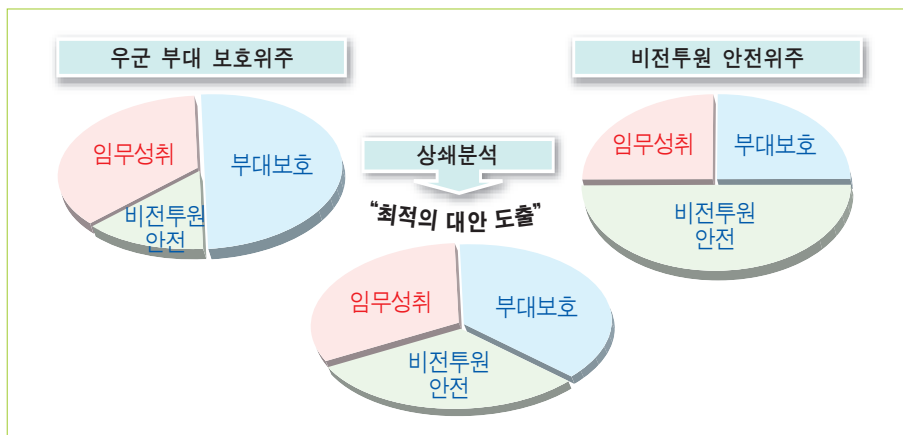 우군 부대 보호위주
임무성취
부대보호
비전투원
안전
상쇄분석
"최적의 대안 도출"
비전투원 안전위주
임무성취
부대보호
비전투원
안전
임무성취
부대보호
비전투원
안전